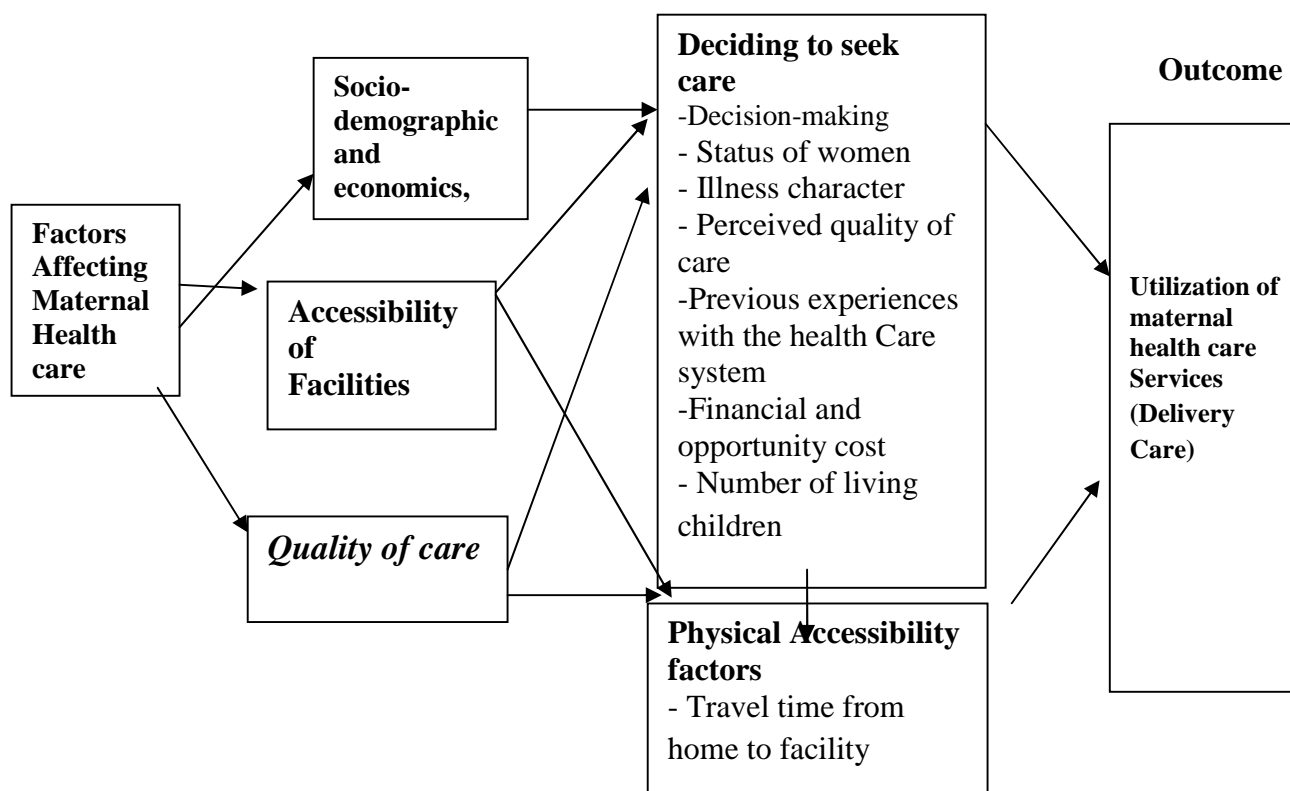 Factors
Affecting
Maternal
Health
care
Socio-
demographic
and
economics,
Accessibility
of
Facilities
Quality of care
Deciding to seek
care
-Decision-making
- Status of women
- Illness character
- Perceived quality of
care
-Previous experiences
with the health Care
system
-Financial and
opportunity cost
- Number of living
children
Physical Accessibility
factors
- Travel time from
home to facility
Outcome
Utilization of
maternal
health care
Services
(Delivery
Care)